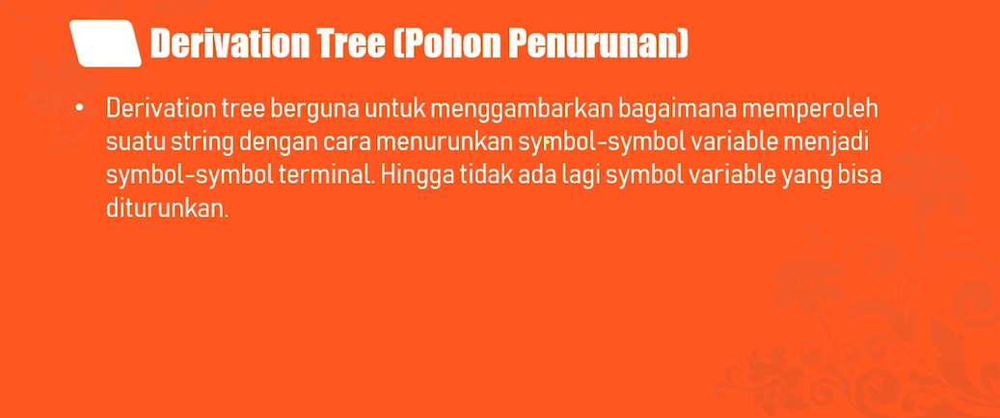 Derivation Tree (Pohon Penurunan)
• Derivation tree berguna untuk menggambarkan bagaimana memperoleh
suatu string dengan cara menurunkan symbol-symbol variable menjadi
symbol-symbol terminal. Hingga tidak ada lagi symbol variable yang bisa
diturunkan.